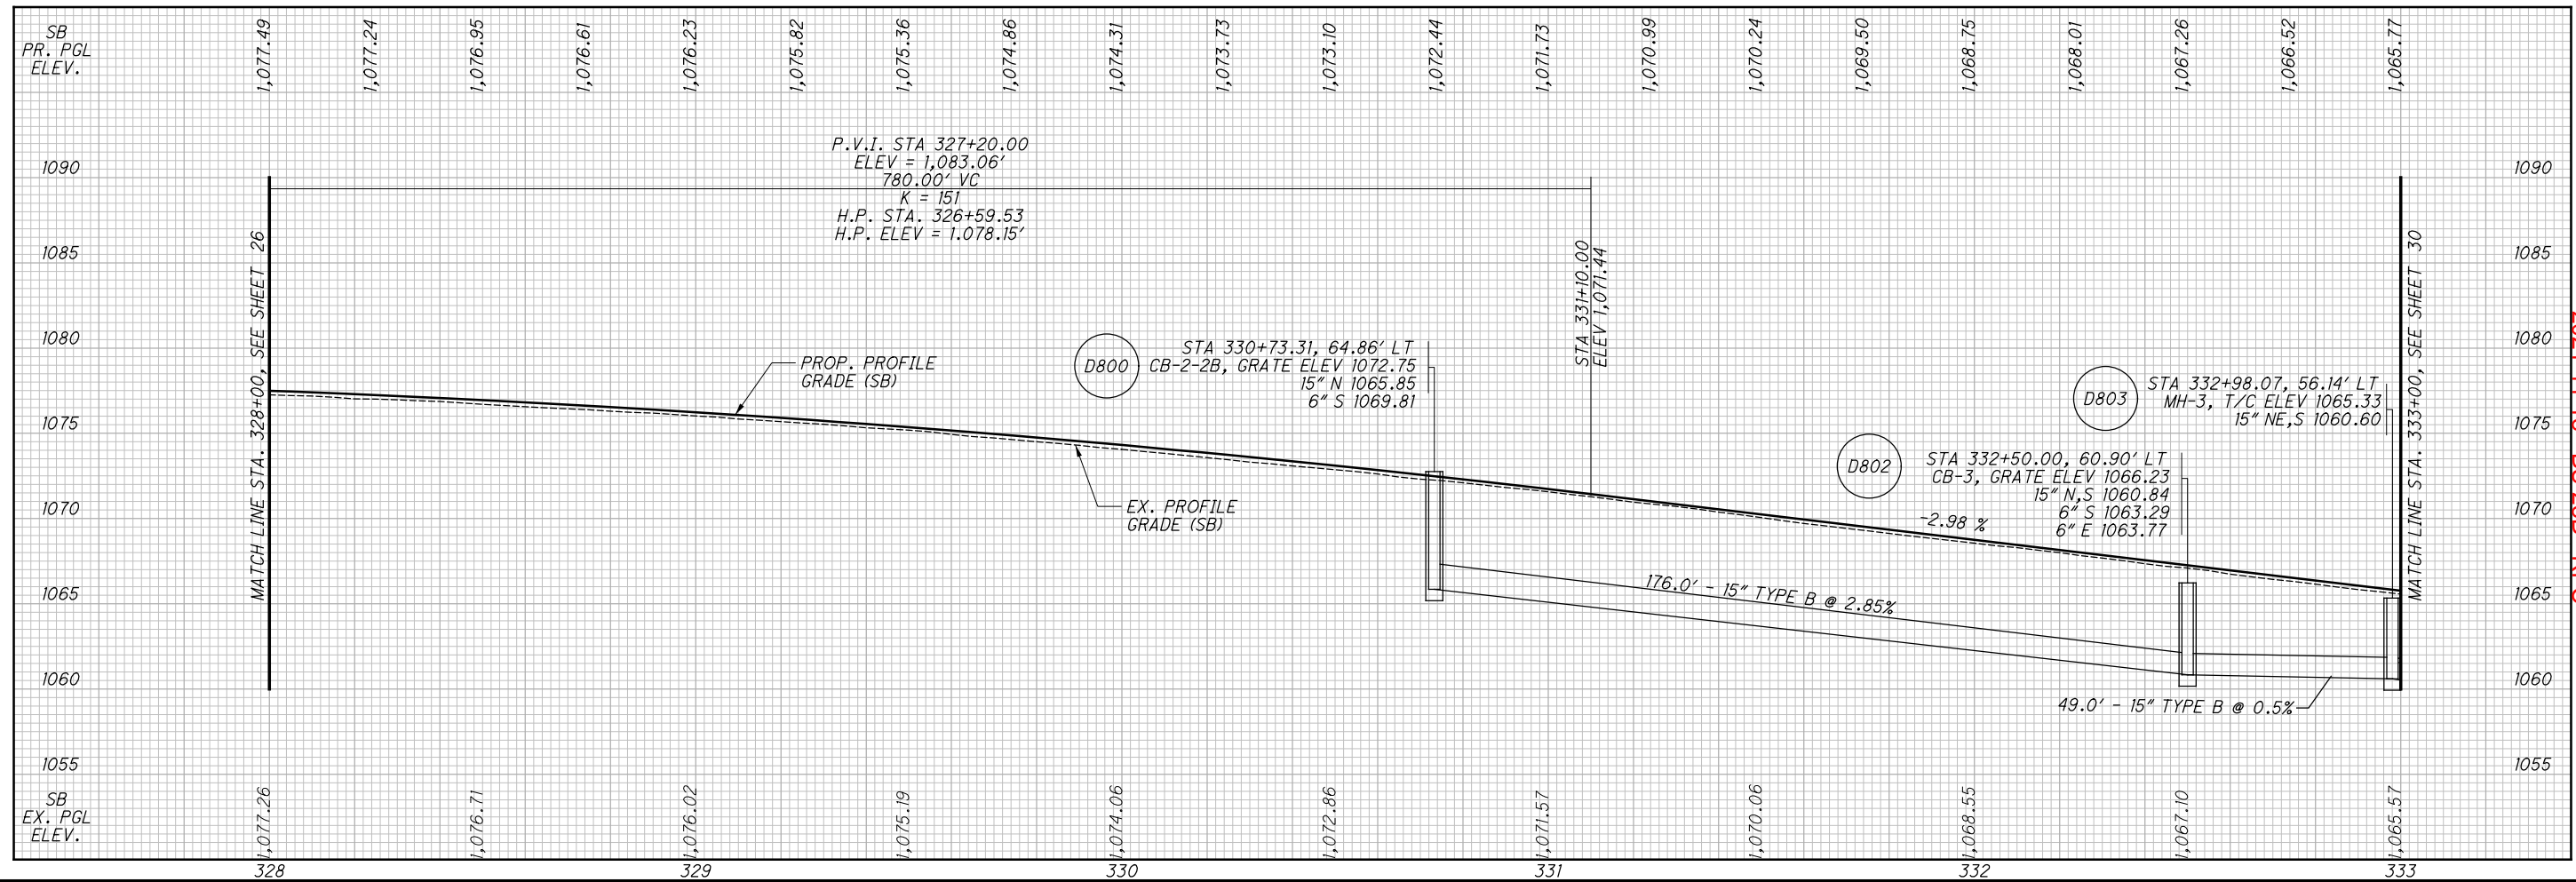 SB
PR. PGL
ELEV.
1,077.49
1,077.24
1,076.95
1,076.61
1,076.23
1,075.82
1,075.36
1,074.86
1,074.31
1,073.73
1,073.10
1,072.44
1,071.73
1,070.99
1,070.24
1,069.50
1,068.75
1,068.01
1,067.26
1,066.52
1,065.77
1090
1085
1080
1075
1070
1065
1060
1055
MATCH LINE STA. 328+00, SEE SHEET 26
P.V.I. STA 327+20.00
ELEV = 1,083.06'
780.00' VC
K = 151
H.P. STA. 326+59.53
H.P. ELEV = 1.078.15'
PROP. PROFILE
GRADE (SB)
EX. PROFILE
GRADE (SB)
D800
STA 330+73.31, 64.86' LT
CB-2-2B, GRATE ELEV 1072.75
15" N 1065.85
6" S 1069.81
STA 331+10.00
ELEV 1,071.44
D802
STA 332+50.00, 60.90' LT
CB-3, GRATE ELEV 1066.23
15" N,S 1060.84
6" S 1063.29
6" E 1063.77
D803
STA 332+98.07, 56.14' LT
MH-3, T/C ELEV 1065.33
15" NE,S 1060.60
-2.98 %
176.0' - 15" TYPE B @ 2.85%
49.0' - 15" TYPE B @ 0.5%
MATCH LINE STA. 333+00, SEE SHEET 30
1090
1085
1080
1075
1070
1065
1060
1055
SB
EX. PGL
ELEV.
1,077.26
1,076.71
1,076.02
1,075.19
1,074.06
1,072.86
1,071.57
1,070.06
1,068.55
1,067.10
1,065.57
328
329
330
331
332
333